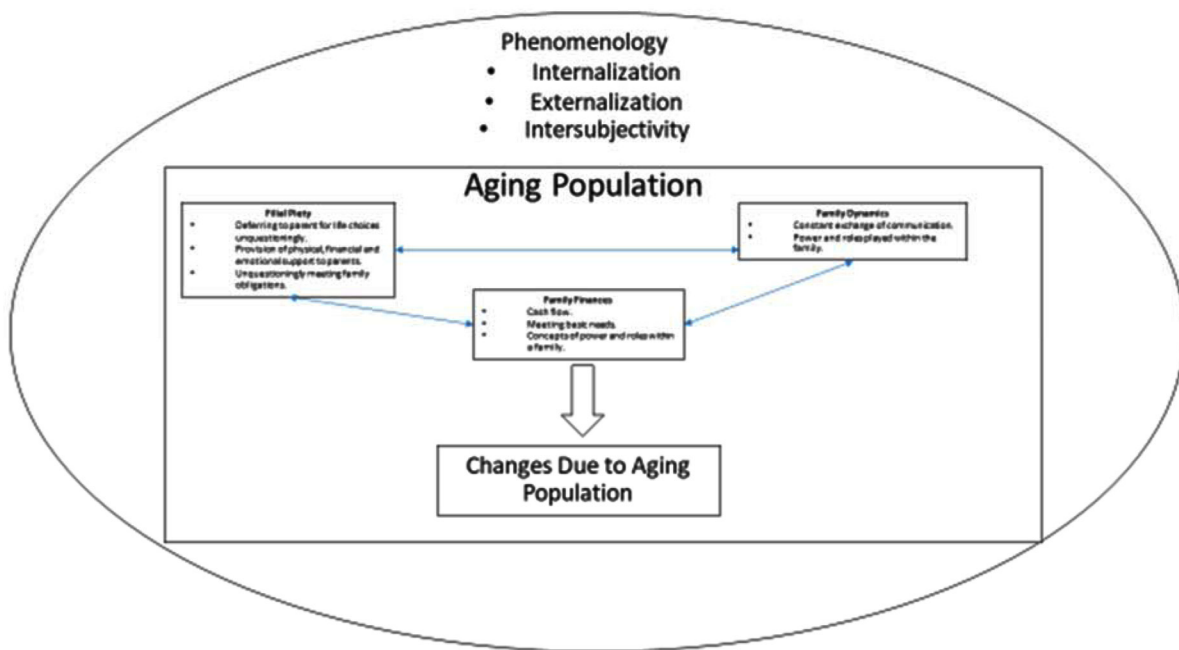 Phenomenology
• Internalization
• Externalization
• Intersubjectivity
Aging Population
Filial Piety
• Deferring to parent for life choices
unquestioningly.
• Provision of physical, financial and
emotional support to parents.
• Unquestioningly meeting family
obligations.
Family Dynamics
• Constant exchange of communication.
• Power and roles played within the
family.
Family Finances
• Cash flow.
• Meeting basic needs.
• Concepts of power and roles within
a family.
Changes Due to Aging
Population